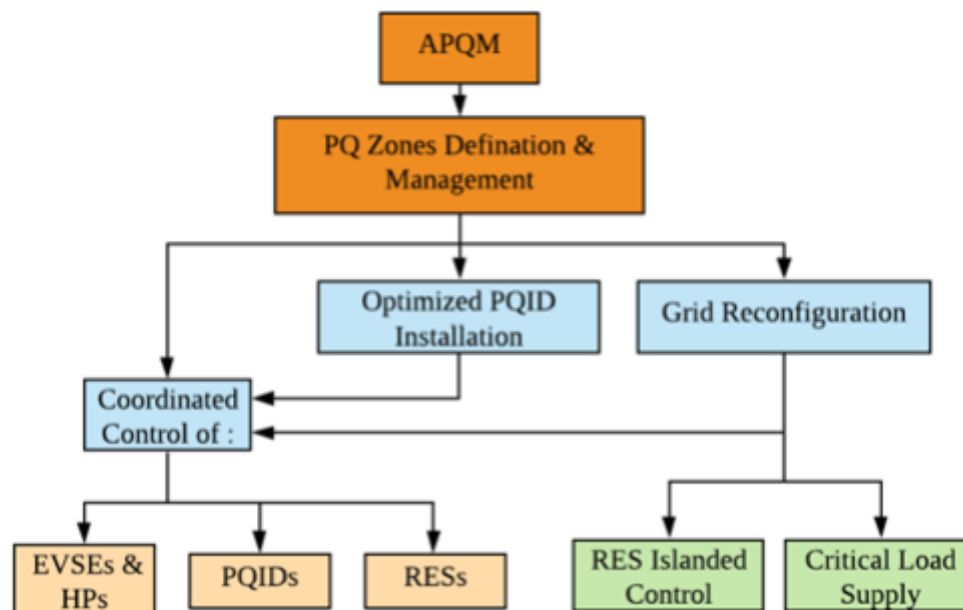 APQM
PQ Zones Defination &
Management
Optimized PQID
Installation
Grid Reconfiguration
Coordinated
Control of :
EVSEs &
HPs
PQIDs
RESs
RES Islanded
Control
Critical Load
Supply